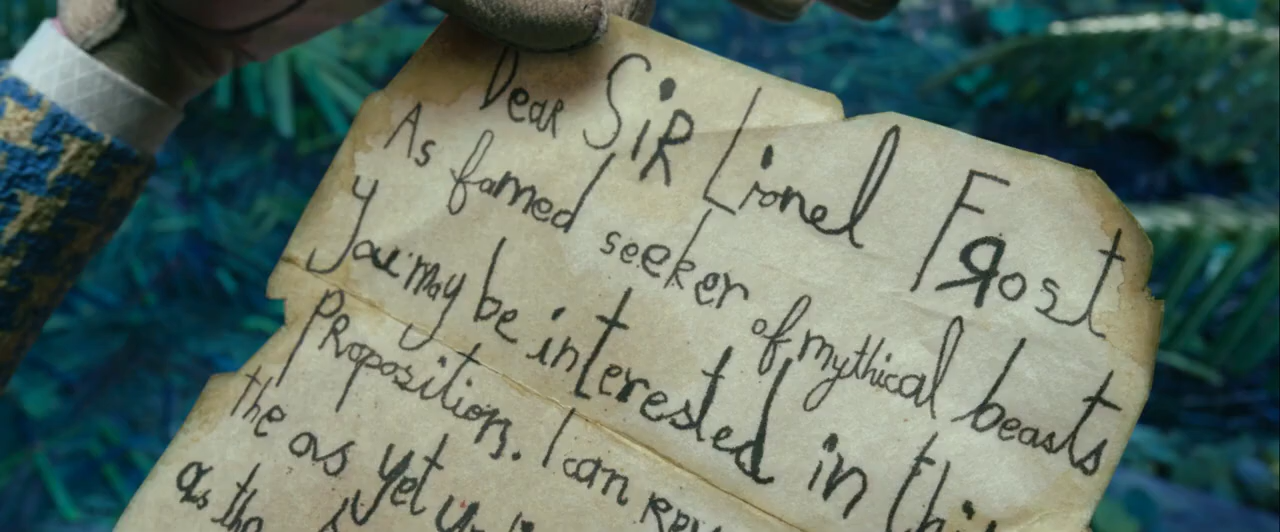 Dear SiR Lionel FRost
As famed seeker of mythical beasts
you may be interested in
PRoposition. I can
the as yet
as the